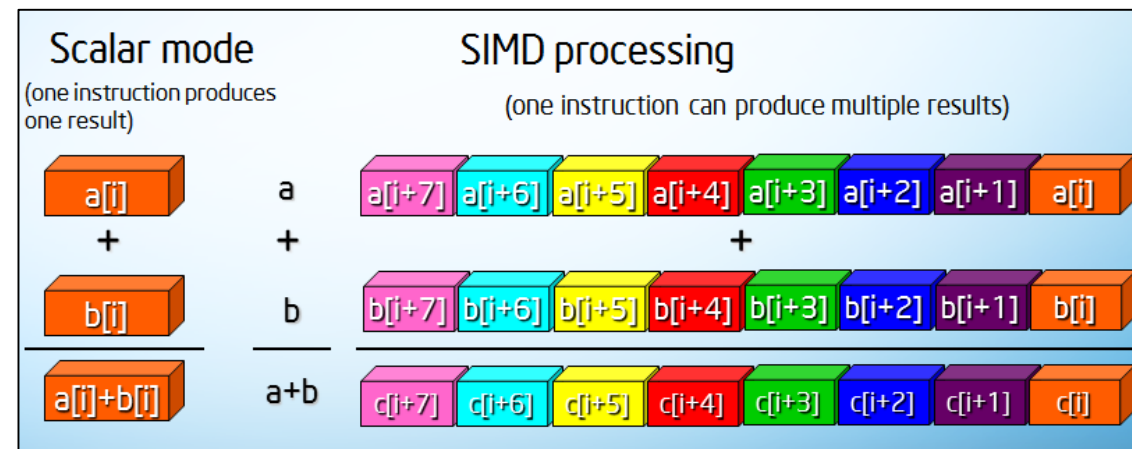 Scalar mode
(one instruction produces
one result)
SIMD processing
(one instruction can produce multiple results)
a[i]
a
a[i+7] a[i+6] a[i+5] a[i+4] a[i+3] a[i+2] a[i+1] a[i]
+
+
+
b[i]
b
b[i+7] b[i+6] b[i+5] b[i+4] b[i+3] b[i+2] b[i+1] b[i]
a[i]+b[i]
a+b
c[i+7] c[i+6] c[i+5] c[i+4] c[i+3] c[i+2] c[i+1] c[i]